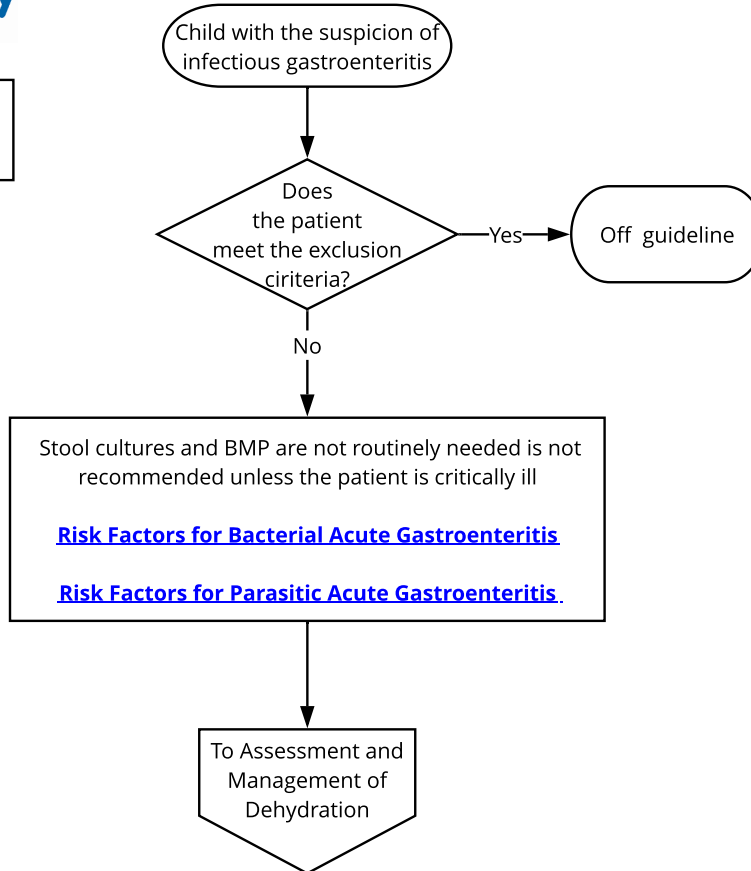 Child with the suspicion of
infectious gastroenteritis
Does
the patient
meet the exclusion
ciriteria?
Yes
Off guideline
No
Stool cultures and BMP are not routinely needed is not
recommended unless the patient is critically ill
Risk Factors for Bacterial Acute Gastroenteritis
Risk Factors for Parasitic Acute Gastroenteritis
To Assessment and
Management of
Dehydration